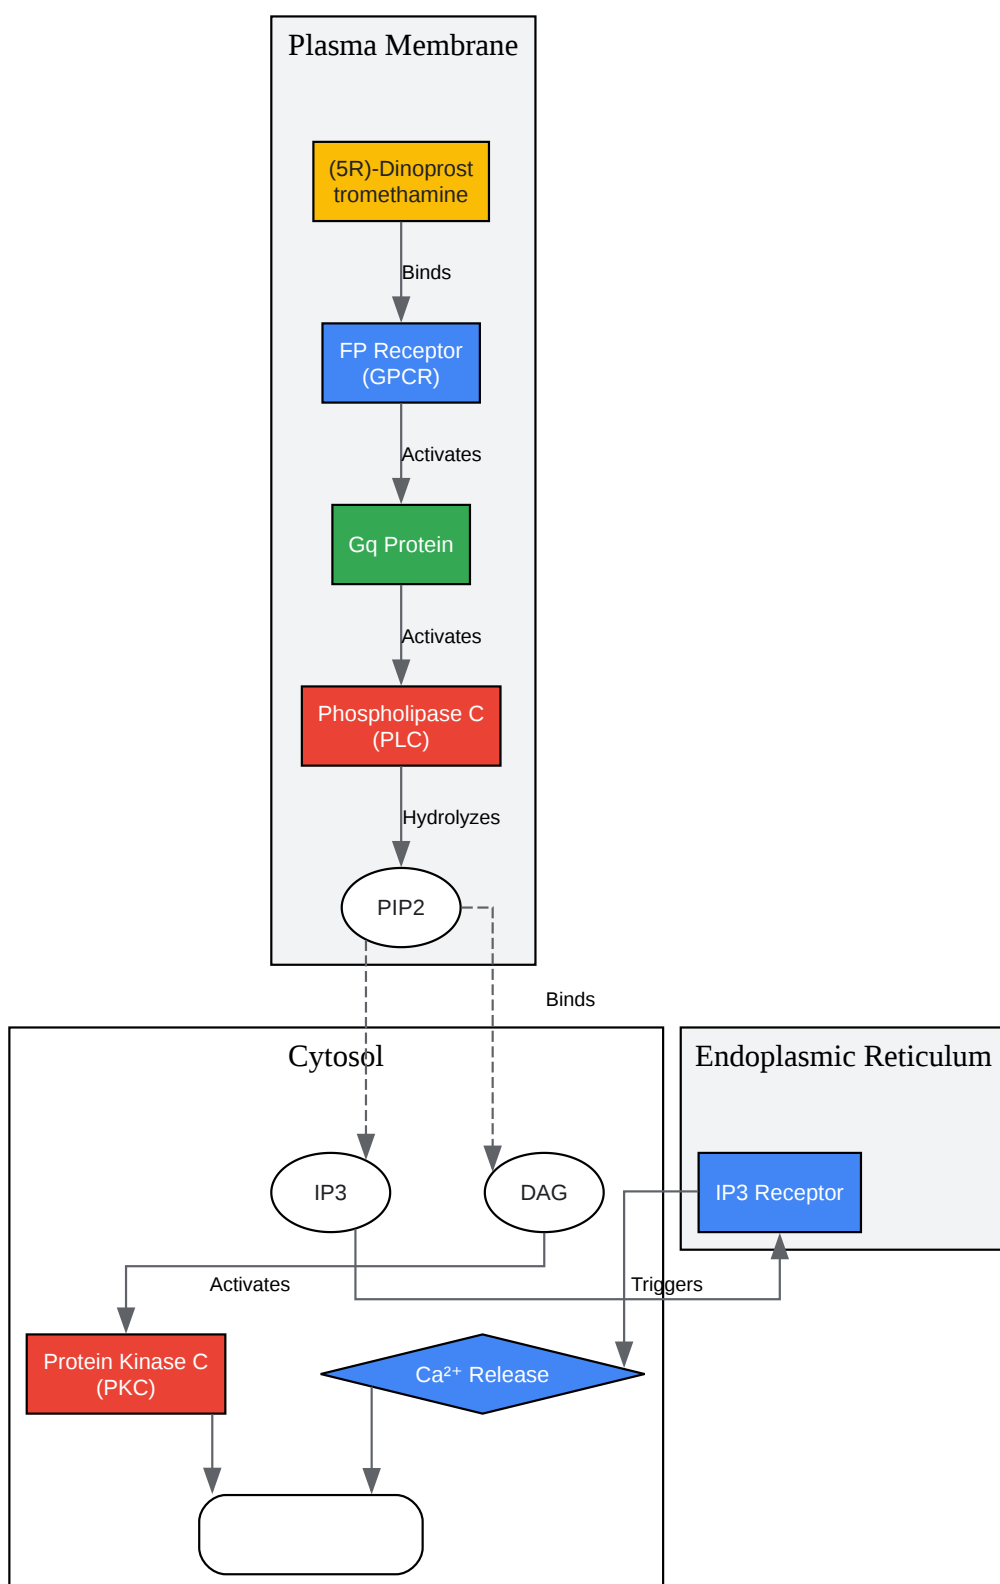 Plasma Membrane
(5R)-Dinoprost
tromethamine
Binds
FP Receptor
(GPCR)
Activates
Gq Protein
Activates
Phospholipase C
(PLC)
Hydrolyzes
PIP2
Binds
Cytosol
Endoplasmic Reticulum
IP3
DAG
IP3 Receptor
Activates
Triggers
Protein Kinase C
(PKC)
Ca²⁺ Release